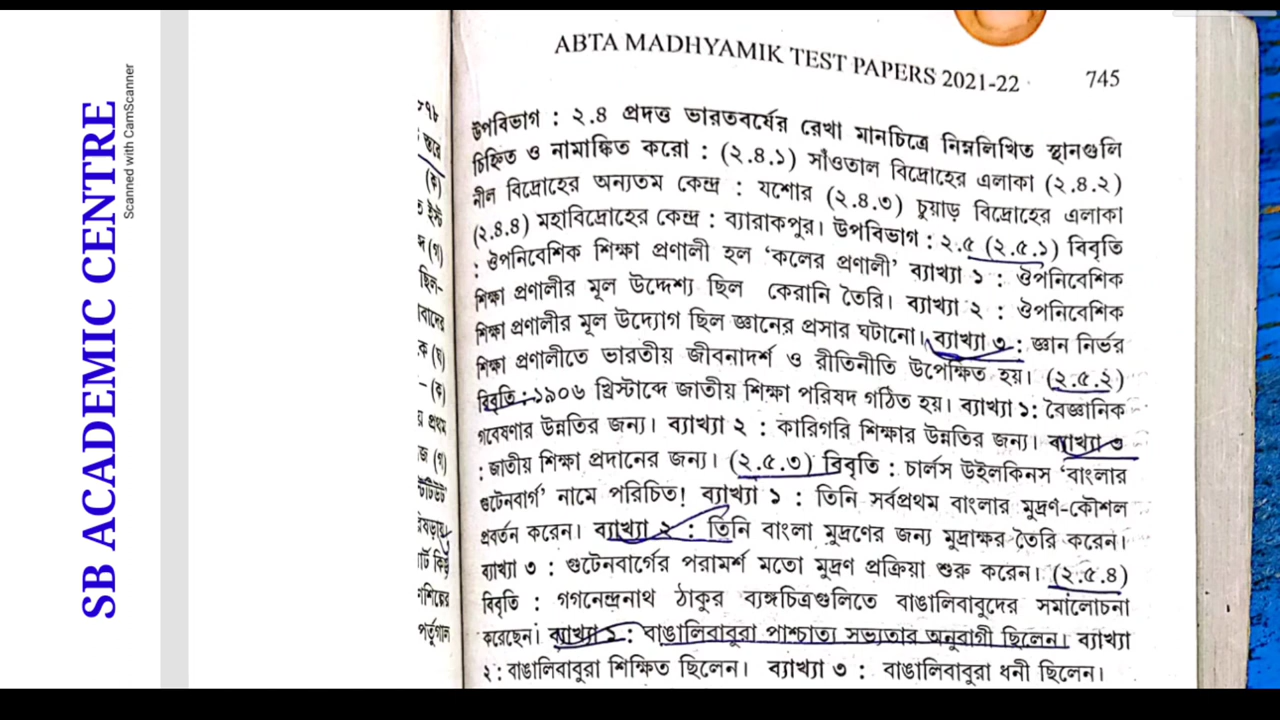 SB ACADEMIC CENTRE
Scanned with CamScanner
ABTA MADHYAMIK TEST PAPERS 2021-22
745
উপবিভাগ : ২.৪ প্রদত্ত ভারতবর্ষের রেখা মানচিত্রে নিম্নলিখিত স্থানগুলি
চিহ্নিত ও নামাঙ্কিত করো : (২.৪.১) সাঁওতাল বিদ্রোহের এলাকা (২.৪.২)
নীল বিদ্রোহের অন্যতম কেন্দ্র : যশোর (২.৪.৩) চুয়াড় বিদ্রোহের এলাকা
(২.৪.৪) মহাবিদ্রোহের কেন্দ্র : ব্যারাকপুর। উপবিভাগ : ২.৫ (২.৫.১) বিবৃতি
: ঔপনিবেশিক শিক্ষা প্রণালী হল ‘কলের প্রণালী’ ব্যাখ্যা ১ : ঔপনিবেশিক
শিক্ষা প্রণালীর মূল উদ্দেশ্য ছিল কেরানি তৈরি। ব্যাখ্যা ২ : ঔপনিবেশিক
শিক্ষা প্রণালীর মূল উদ্যোগ ছিল জ্ঞানের প্রসার ঘটানো। ব্যাখ্যা ৩ : জ্ঞান নির্ভর
শিক্ষা প্রণালীতে ভারতীয় জীবনাদর্শ ও রীতিনীতি উপেক্ষিত হয়। (২.৫.২)
বিবৃতি : ১৯০৬ খ্রিস্টাব্দে জাতীয় শিক্ষা পরিষদ গঠিত হয়। ব্যাখ্যা ১: বৈজ্ঞানিক
গবেষণার উন্নতির জন্য। ব্যাখ্যা ২ : কারিগরি শিক্ষার উন্নতির জন্য। ব্যাখ্যা ৩
: জাতীয় শিক্ষা প্রদানের জন্য। (২.৫.৩) বিবৃতি : চার্লস উইলকিনস ‘বাংলার
গুটেনবার্গ’ নামে পরিচিত! ব্যাখ্যা ১ : তিনি সর্বপ্রথম বাংলার মুদ্রণ-কৌশল
প্রবর্তন করেন। ব্যাখ্যা ২ : তিনি বাংলা মুদ্রণের জন্য মুদ্রাক্ষর তৈরি করেন।
ব্যাখ্যা ৩ : গুটেনবার্গের পরামর্শ মতো মুদ্রণ প্রক্রিয়া শুরু করেন। (২.৫.৪)
বিবৃতি : গগনেন্দ্রনাথ ঠাকুর ব্যঙ্গচিত্রগুলিতে বাঙালিবাবুদের সমালোচনা
করেছেন। ব্যাখ্যা ১ : বাঙালিবাবুরা পাশ্চাত্য সভ্যতার অনুরাগী ছিলেন। ব্যাখ্যা
২ : বাঙালিবাবুরা শিক্ষিত ছিলেন। ব্যাখ্যা ৩ : বাঙালিবাবুরা ধনী ছিলেন।